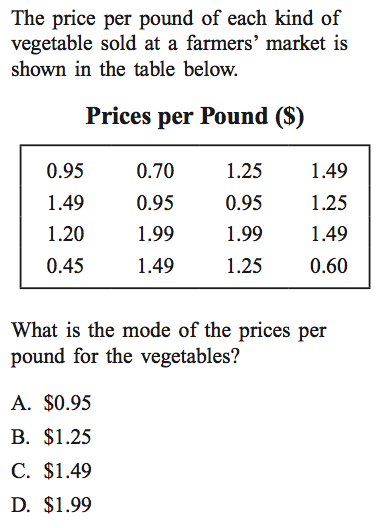 The price per pound of each kind of
vegetable sold at a farmers’ market is
shown in the table below.
Prices per Pound ($)
0.95 0.70 1.25 1.49
1.49 0.95 0.95 1.25
1.20 1.99 1.99 1.49
0.45 1.49 1.25 0.60
What is the mode of the prices per
pound for the vegetables?
A. $0.95
B. $1.25
C. $1.49
D. $1.99